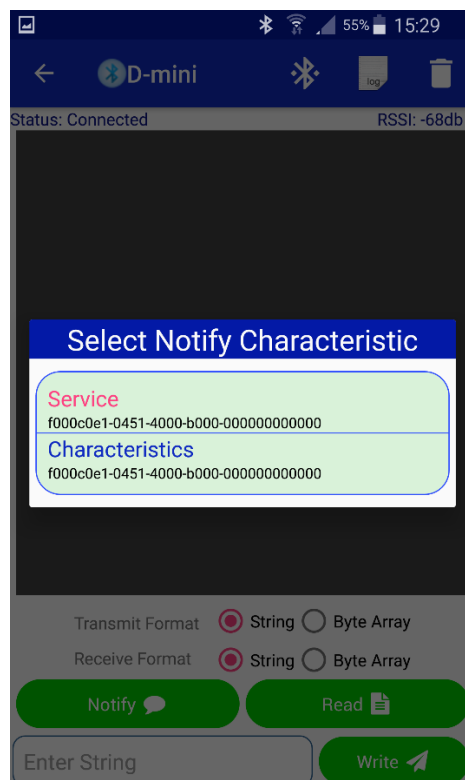 55% 15:29
D-mini
log
Status: Connected RSSI: -68db
Select Notify Characteristic
Service
f000c0e1-0451-4000-b000-000000000000
Characteristics
f000c0e1-0451-4000-b000-000000000000
Transmit Format String Byte Array
Receive Format String Byte Array
Notify Read
Enter String Write